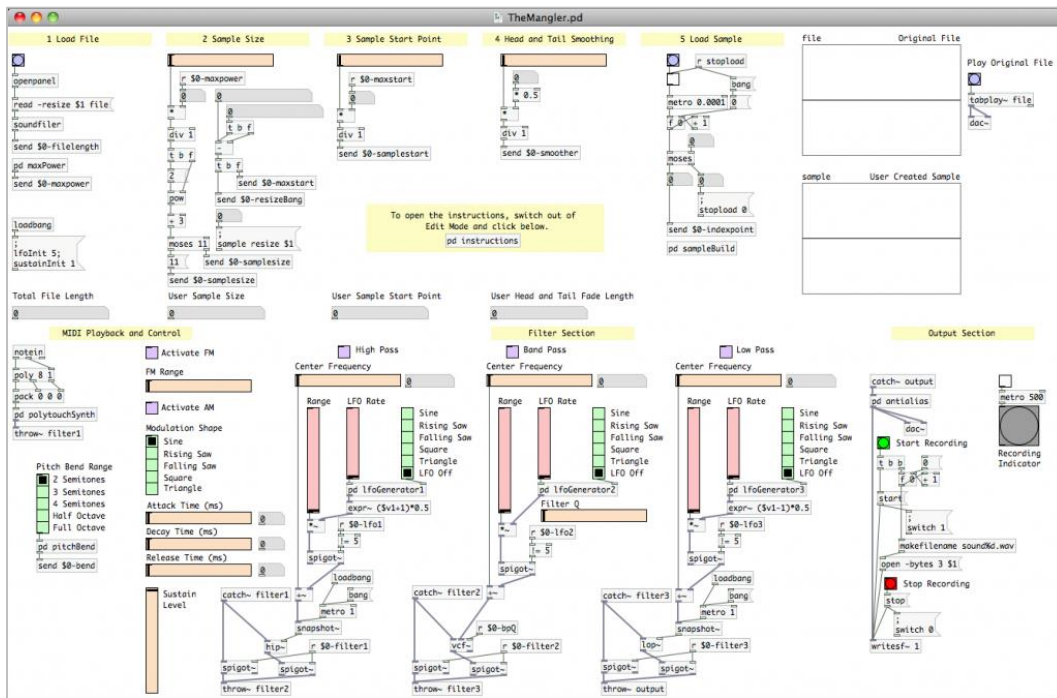 TheMangler.pd
1 Load File
openpanel
read -resize $1 file
soundfiler
send $0-filelength
pd maxPower
send $0-maxpower
loadbang
;
lfoInit 5;
sustainInit 1
Total File Length
0
2 Sample Size
r $0-maxpower
0
0
*
0
div 1
t b f
-
t b f
t b f
2
send $0-maxstart
pow
send $0-resizeBang
+ 3
0
moses 11
;
sample resize $1
11
send $0-samplesize
send $0-samplesize
User Sample Size
0
3 Sample Start Point
r $0-maxstart
0
*
div 1
send $0-samplestart
User Sample Start Point
0
4 Head and Tail Smoothing
0
* 0.5
*
div 1
send $0-smoother
User Head and Tail Fade Length
0
To open the instructions, switch out of
Edit Mode and click below.
pd instructions
5 Load Sample
r stopload
bang
metro 0.0001
0
f 0
+ 1
0
moses
0
0
;
stopload 0
send $0-indexpoint
pd sampleBuild
file
Original File
sample
User Created Sample
Play Original File
tabplay~ file
dac~
MIDI Playback and Control
notein
poly 8 1
pack 0 0 0
pd polytouchSynth
throw~ filter1
Pitch Bend Range
2 Semitones
3 Semitones
4 Semitones
Half Octave
Full Octave
pd pitchBend
send $0-bend
Activate FM
FM Range
Activate AM
Modulation Shape
Sine
Rising Saw
Falling Saw
Square
Triangle
Attack Time (ms)
0
Decay Time (ms)
0
Release Time (ms)
0
Sustain
Level
Filter Section
High Pass
Center Frequency
0
Range
LFO Rate
Sine
Rising Saw
Falling Saw
Square
Triangle
LFO Off
pd lfoGenerator1
expr~ ($v1+1)*0.5
*~
r $0-lfo1
!= 5
spigot~
loadbang
catch~ filter1
+~
bang
metro 1
snapshot~
hip~
r $0-filter1
spigot~
spigot~
throw~ filter2
Band Pass
Center Frequency
0
Range
LFO Rate
Sine
Rising Saw
Falling Saw
Square
Triangle
LFO Off
pd lfoGenerator2
Filter Q
*~
r $0-lfo2
!= 5
spigot~
catch~ filter2
+~
r $0-bpQ
vcf~
r $0-filter2
spigot~
spigot~
throw~ filter3
Low Pass
Center Frequency
0
Range
LFO Rate
Sine
Rising Saw
Falling Saw
Square
Triangle
LFO Off
pd lfoGenerator3
expr~ ($v1-1)*0.5
*~
r $0-lfo3
!= 5
spigot~
loadbang
catch~ filter3
+~
bang
metro 1
snapshot~
lop~
r $0-filter3
spigot~
spigot~
throw~ output
Output Section
catch~ output
pd antialias
dac~
metro 500
Recording
Indicator
Start Recording
t b b
0
f 0
+ 1
start
;
switch 1
makefilename sound%d.wav
open -bytes 3 $1
Stop Recording
stop
;
switch 0
writesf~ 1